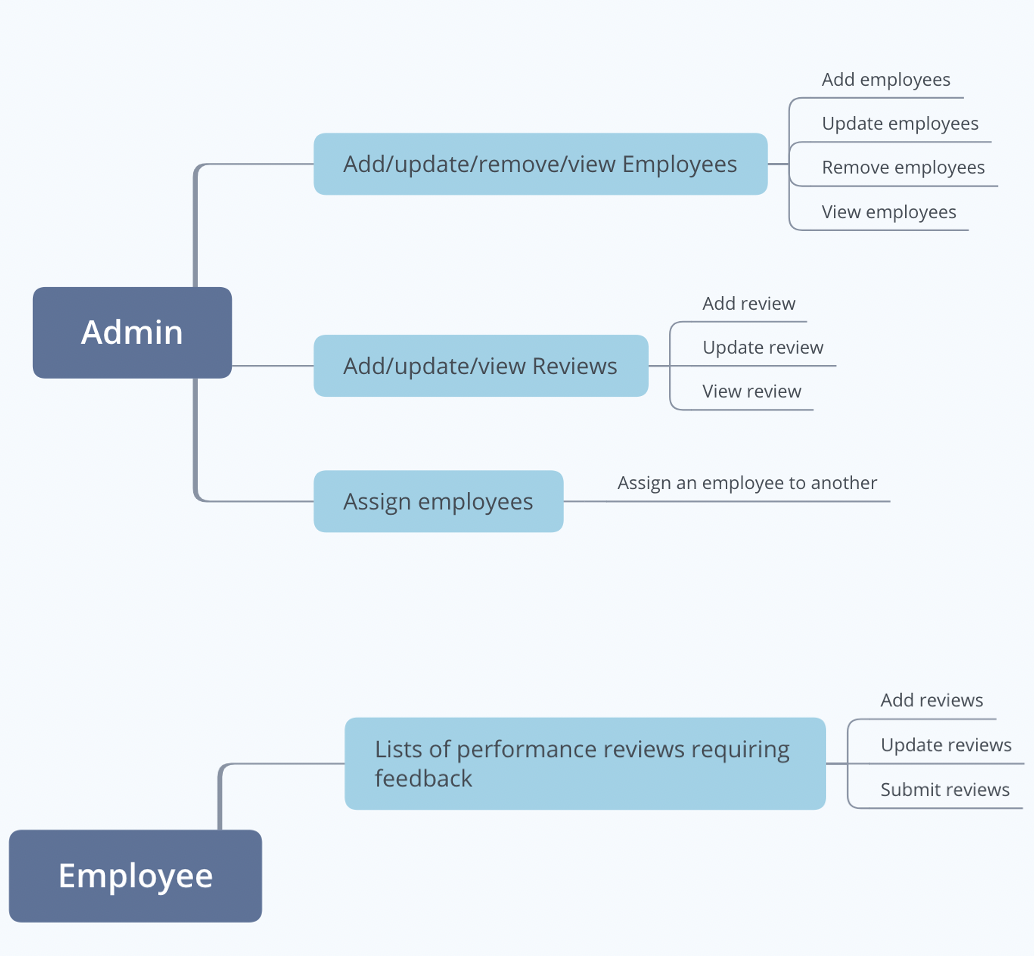 Add employees
Update employees
Add/update/remove/view Employees
Remove employees
View employees
Add review
Admin
Update review
Add/update/view Reviews
View review
Assign an employee to another
Assign employees
Add reviews
Lists of performance reviews requiring
feedback
Update reviews
Submit reviews
Employee